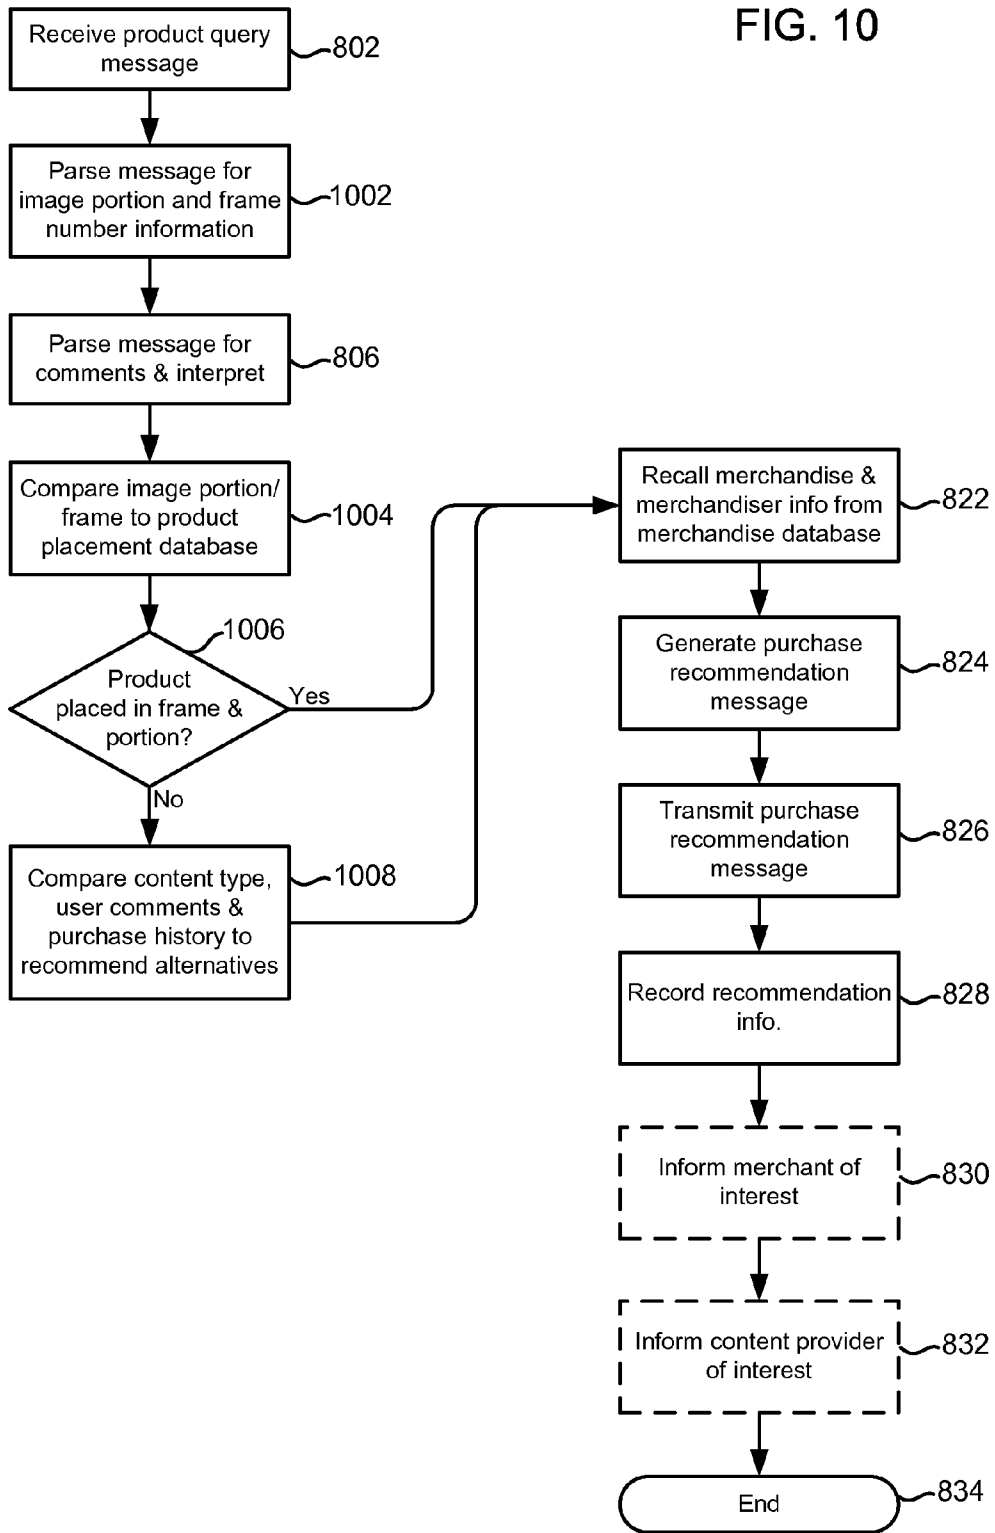 FIG. 10
Receive product query
message
802
Parse message for
image portion and frame
number information
1002
Parse message for
comments & interpret
806
Compare image portion/
frame to product
placement database
1004
1006
Product
placed in frame &
portion?
Yes
No
Compare content type,
user comments &
purchase history to
recommend alternatives
1008
Recall merchandise &
merchandiser info from
merchandise database
822
Generate purchase
recommendation
message
824
Transmit purchase
recommendation
message
826
Record recommendation
info.
828
Inform merchant of
interest
830
Inform content provider
of interest
832
End
834